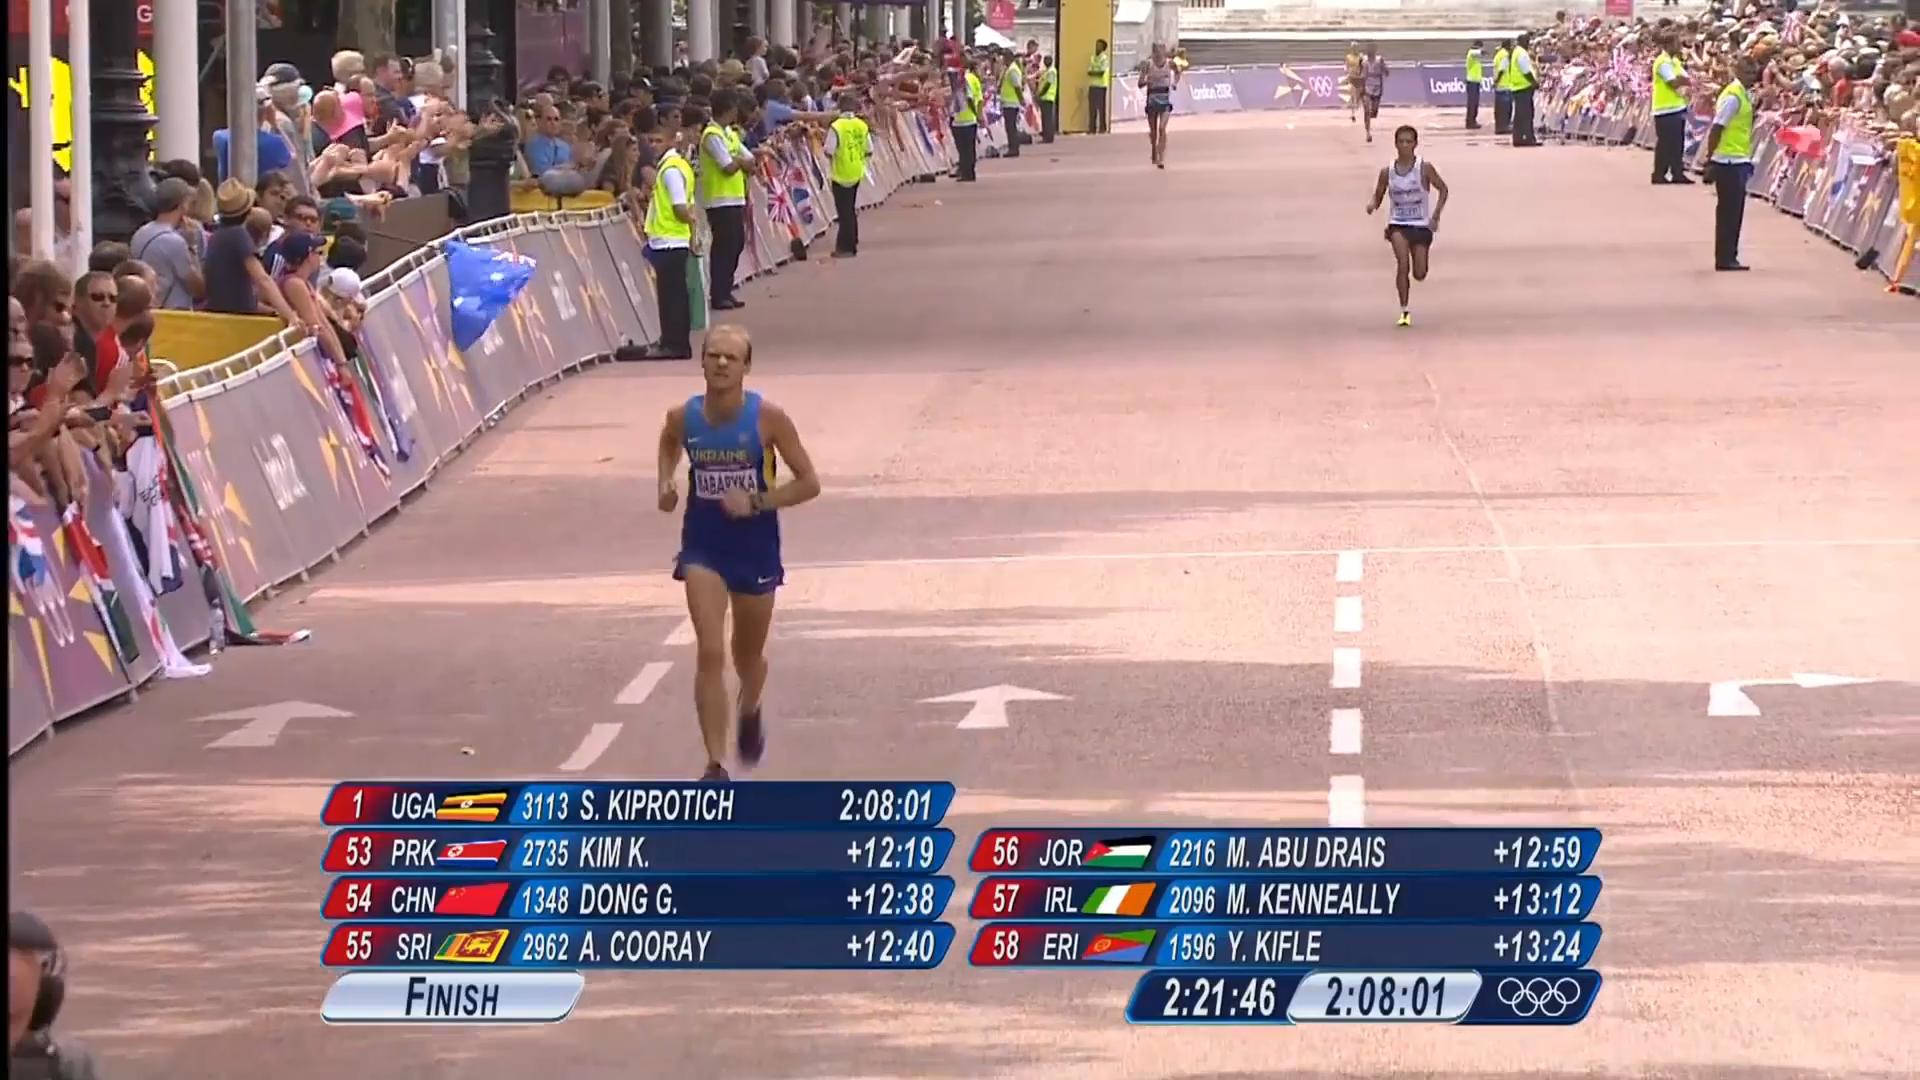 London 2012
London
UKRAINE
BABARYKA
1 UGA 3113 S. KIPROTICH 2:08:01
53 PRK 2735 KIM K. +12:19
54 CHN 1348 DONG G. +12:38
55 SRI 2962 A. COORAY +12:40
56 JOR 2216 M. ABU DRAIS +12:59
57 IRL 2096 M. KENNEALLY +13:12
58 ERI 1596 Y. KIFLE +13:24
FINISH
2:21:46 2:08:01